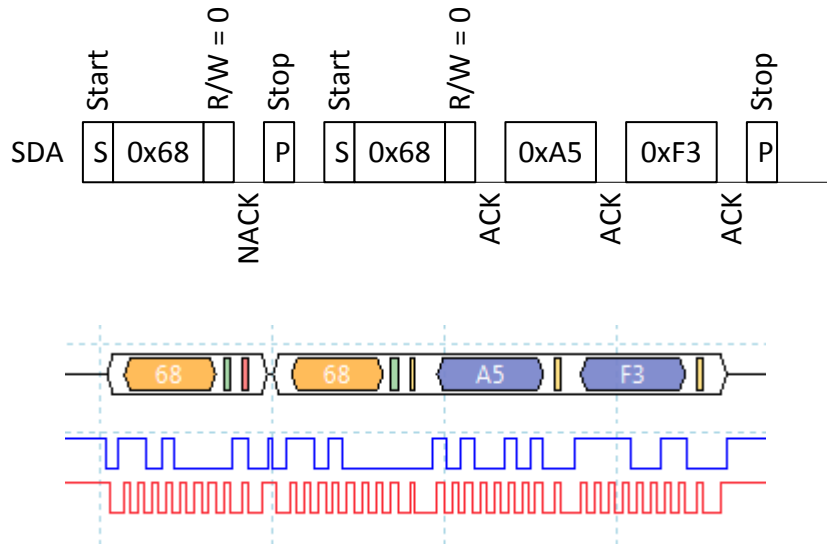 Start R/W = 0 Stop Start R/W = 0 Stop
SDA S 0x68 P S 0x68 0xA5 0xF3 P
NACK ACK ACK ACK
68 68 A5 F3